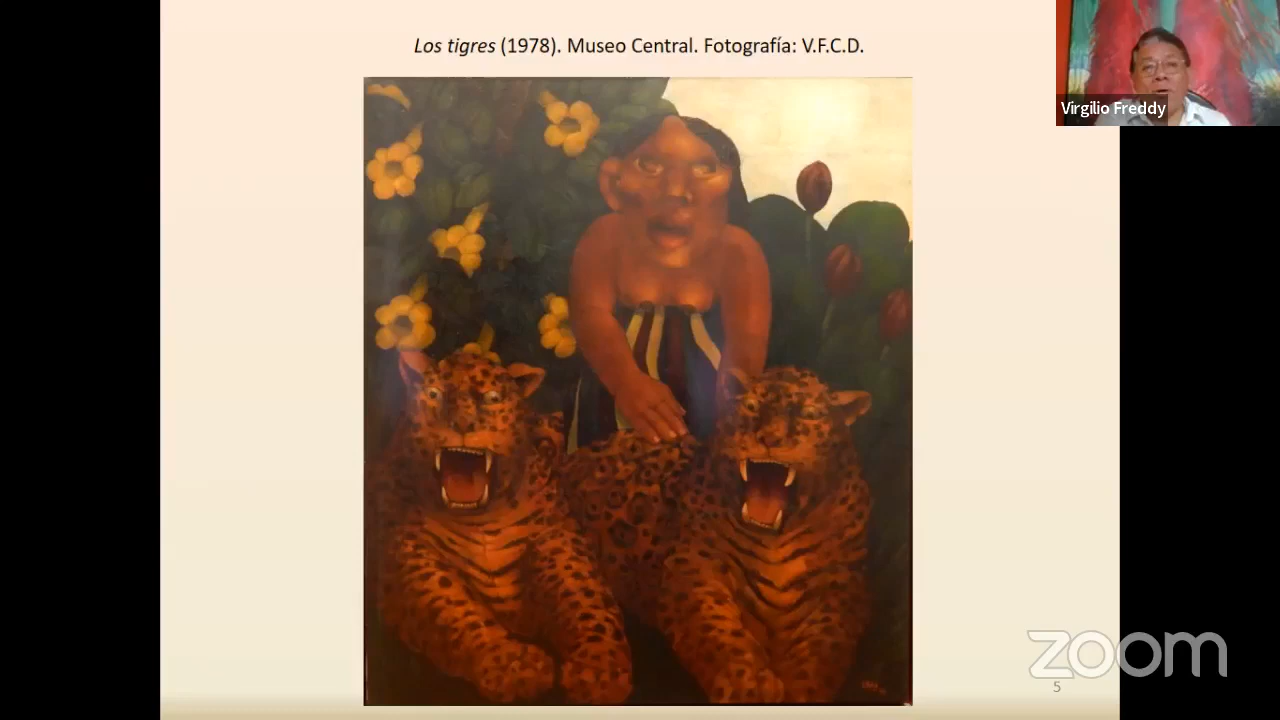 Los tigres (1978). Museo Central. Fotografía: V.F.C.D.
Virgilio Freddy
zoom
5